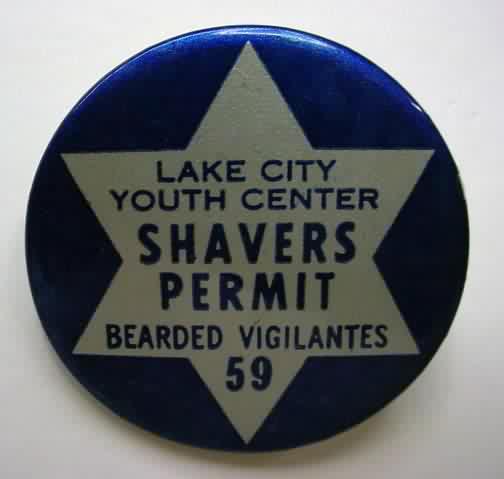 LAKE CITY
YOUTH CENTER
SHAVERS
PERMIT
BEARDED VIGILANTES
59